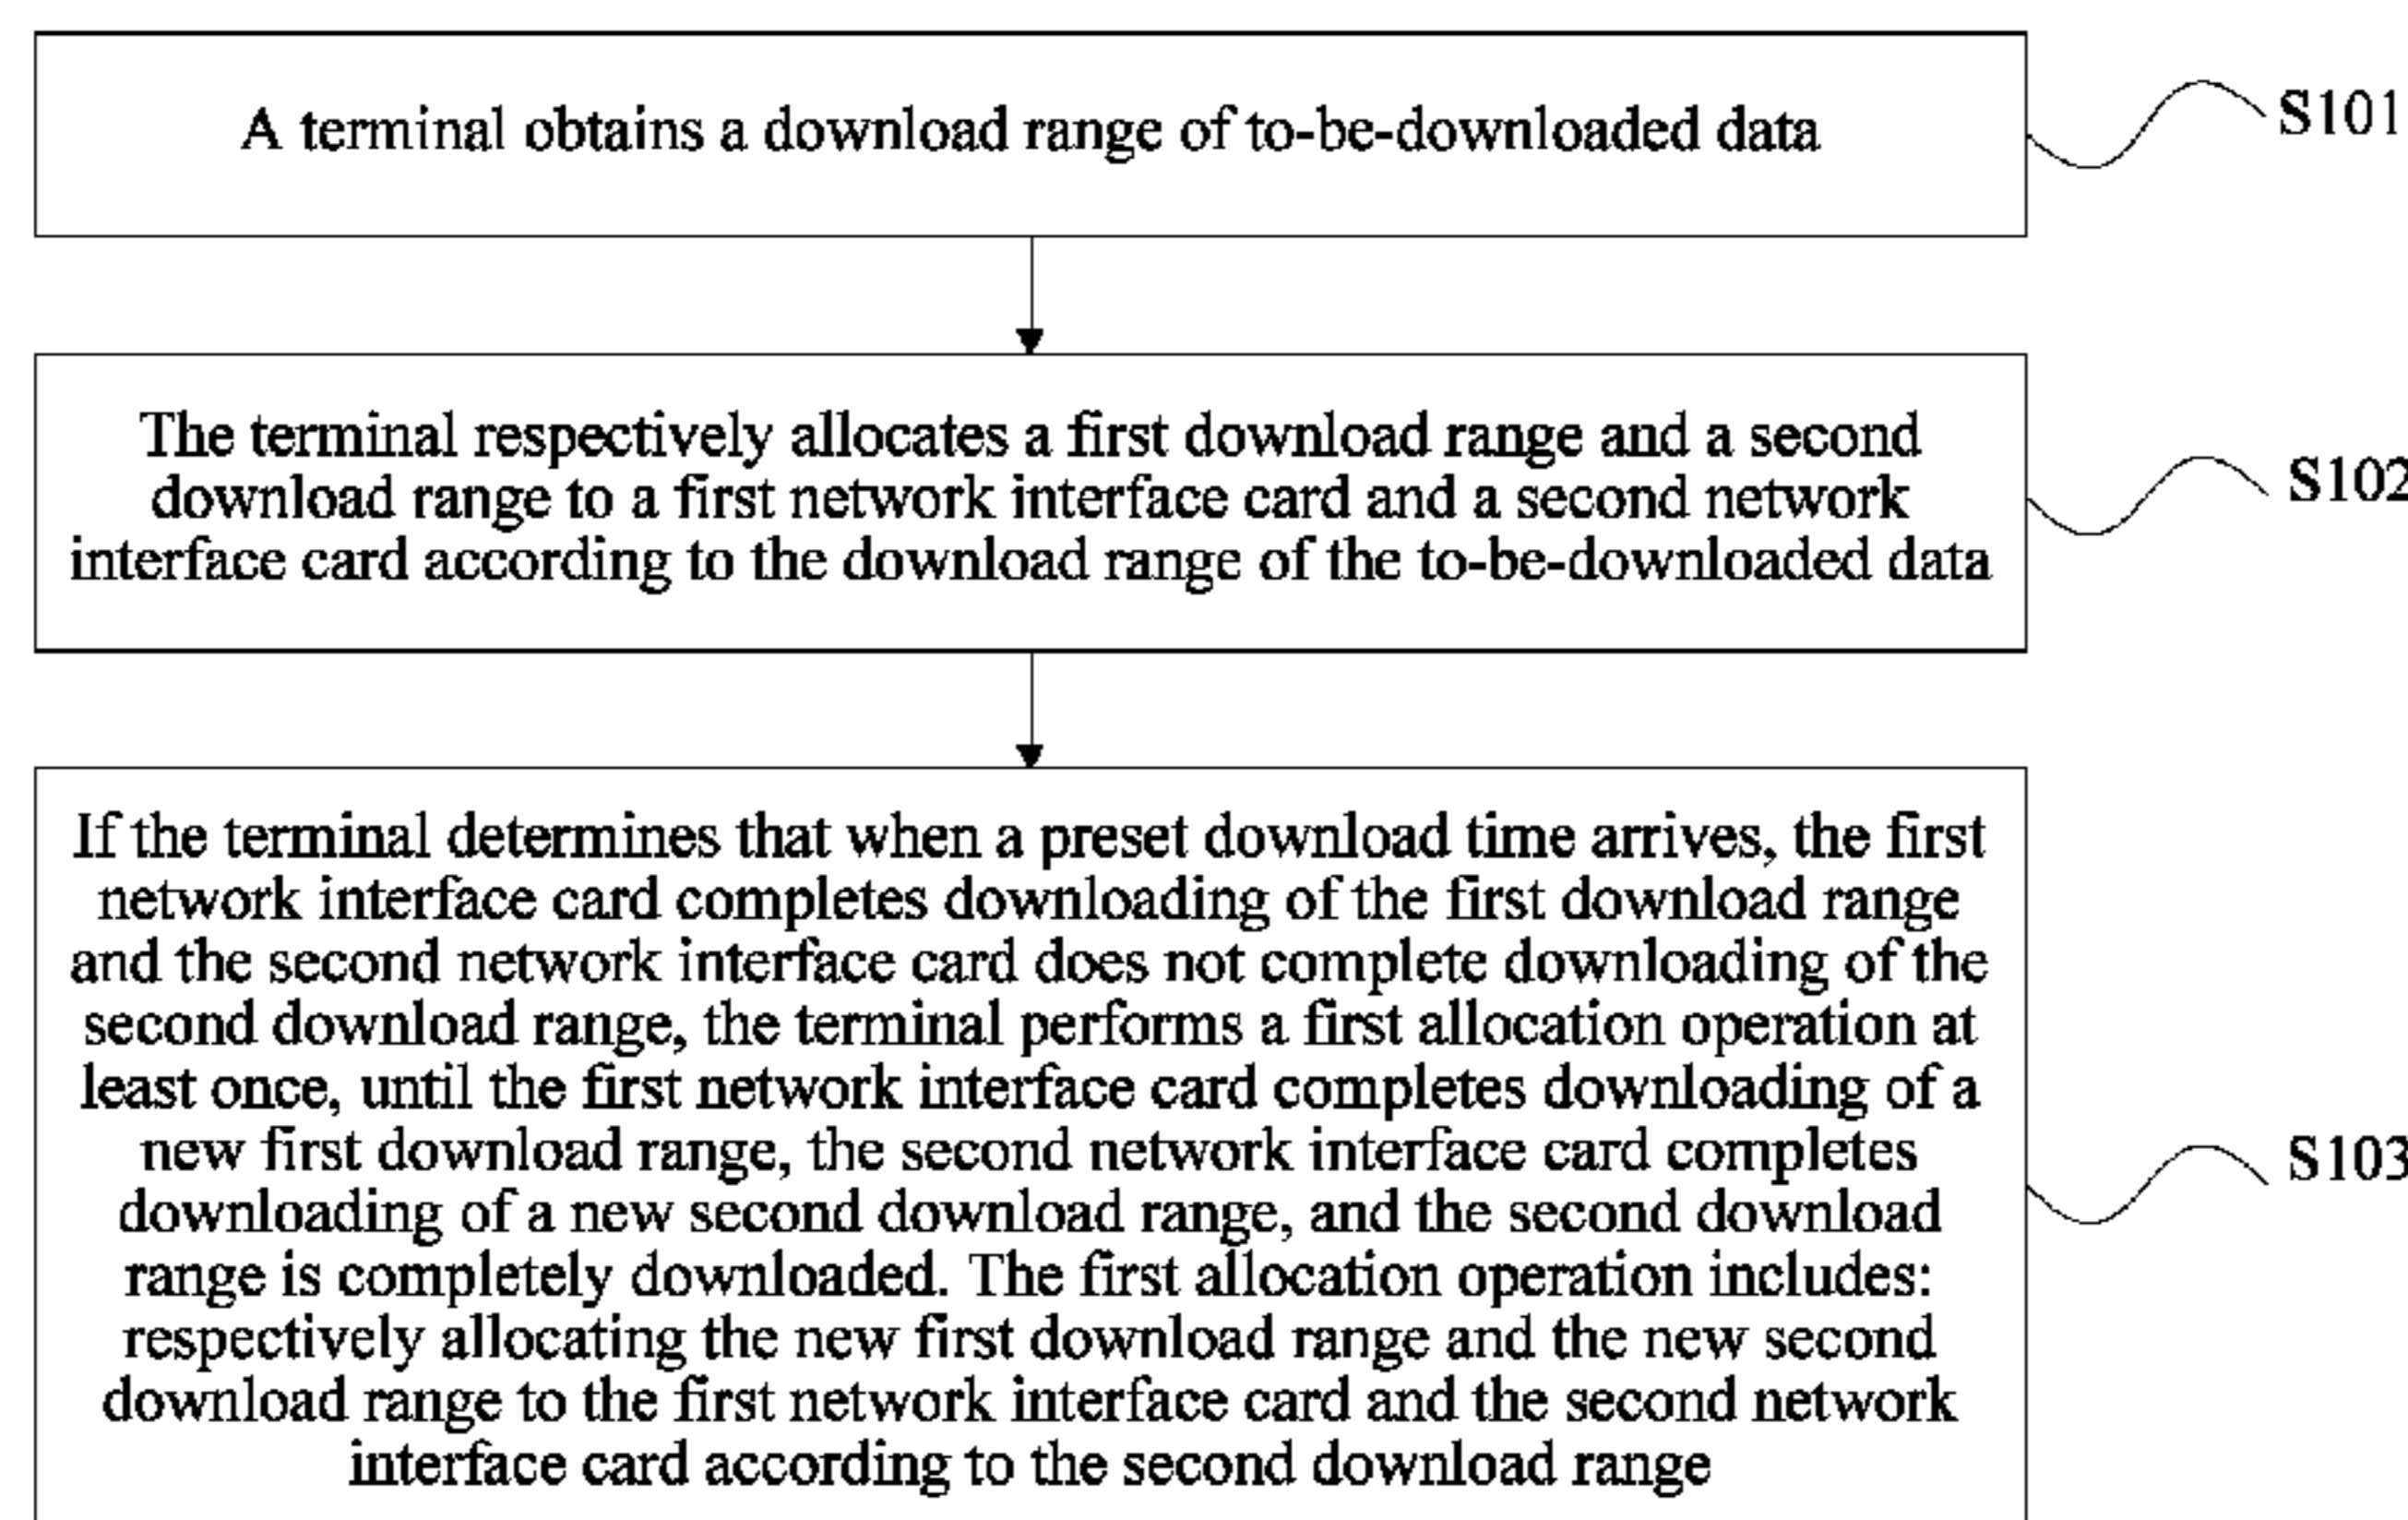 A terminal obtains a download range of to-be-downloaded data
S101
The terminal respectively allocates a first download range and a second
download range to a first network interface card and a second network
interface card according to the download range of the to-be-downloaded data
S102
If the terminal determines that when a preset download time arrives, the first
network interface card completes downloading of the first download range
and the second network interface card does not complete downloading of the
second download range, the terminal performs a first allocation operation at
least once, until the first network interface card completes downloading of a
new first download range, the second network interface card completes
downloading of a new second download range, and the second download
range is completely downloaded. The first allocation operation includes:
respectively allocating the new first download range and the new second
download range to the first network interface card and the second network
interface card according to the second download range
S103